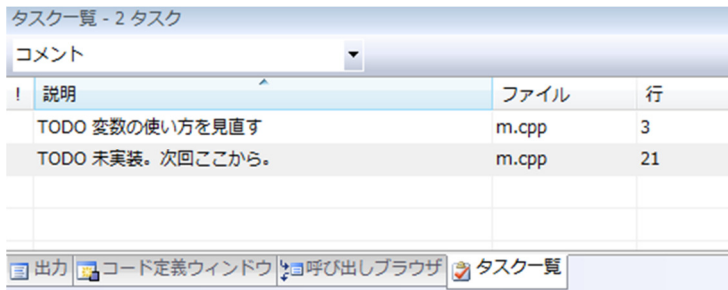 タスク一覧 - 2 タスク
コメント
! 説明 ファイル 行
TODO 変数の使い方を見直す m.cpp 3
TODO 未実装。次回ここから。 m.cpp 21
出力 コード定義ウィンドウ 呼び出しブラウザ タスク一覧